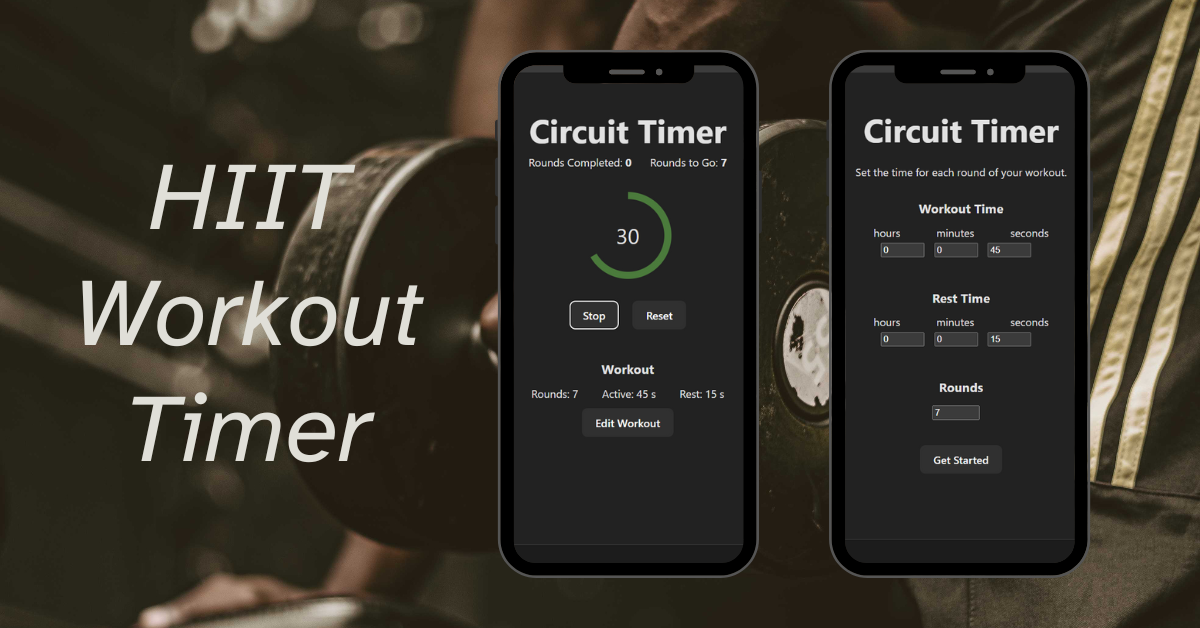 HIIT
Workout
Timer
Circuit Timer
Rounds Completed: 0 Rounds to Go: 7
30
Stop Reset
Workout
Rounds: 7 Active: 45 s Rest: 15 s
Edit Workout
Circuit Timer
Set the time for each round of your workout.
Workout Time
hours minutes seconds
0 0 45
Rest Time
hours minutes seconds
0 0 15
Rounds
7
Get Started